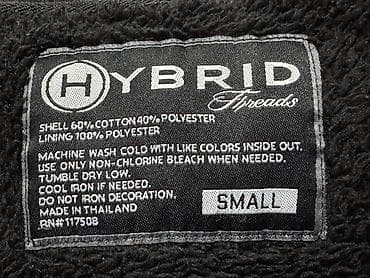 HYBRID
Threads
SHELL 60% COTTON 40% POLYESTER
LINING 100% POLYESTER
MACHINE WASH COLD WITH LIKE COLORS INSIDE OUT.
USE ONLY NON-CHLORINE BLEACH WHEN NEEDED.
TUMBLE DRY LOW.
COOL IRON IF NEEDED.
DO NOT IRON DECORATION.
MADE IN THAILAND
RN#117508
SMALL